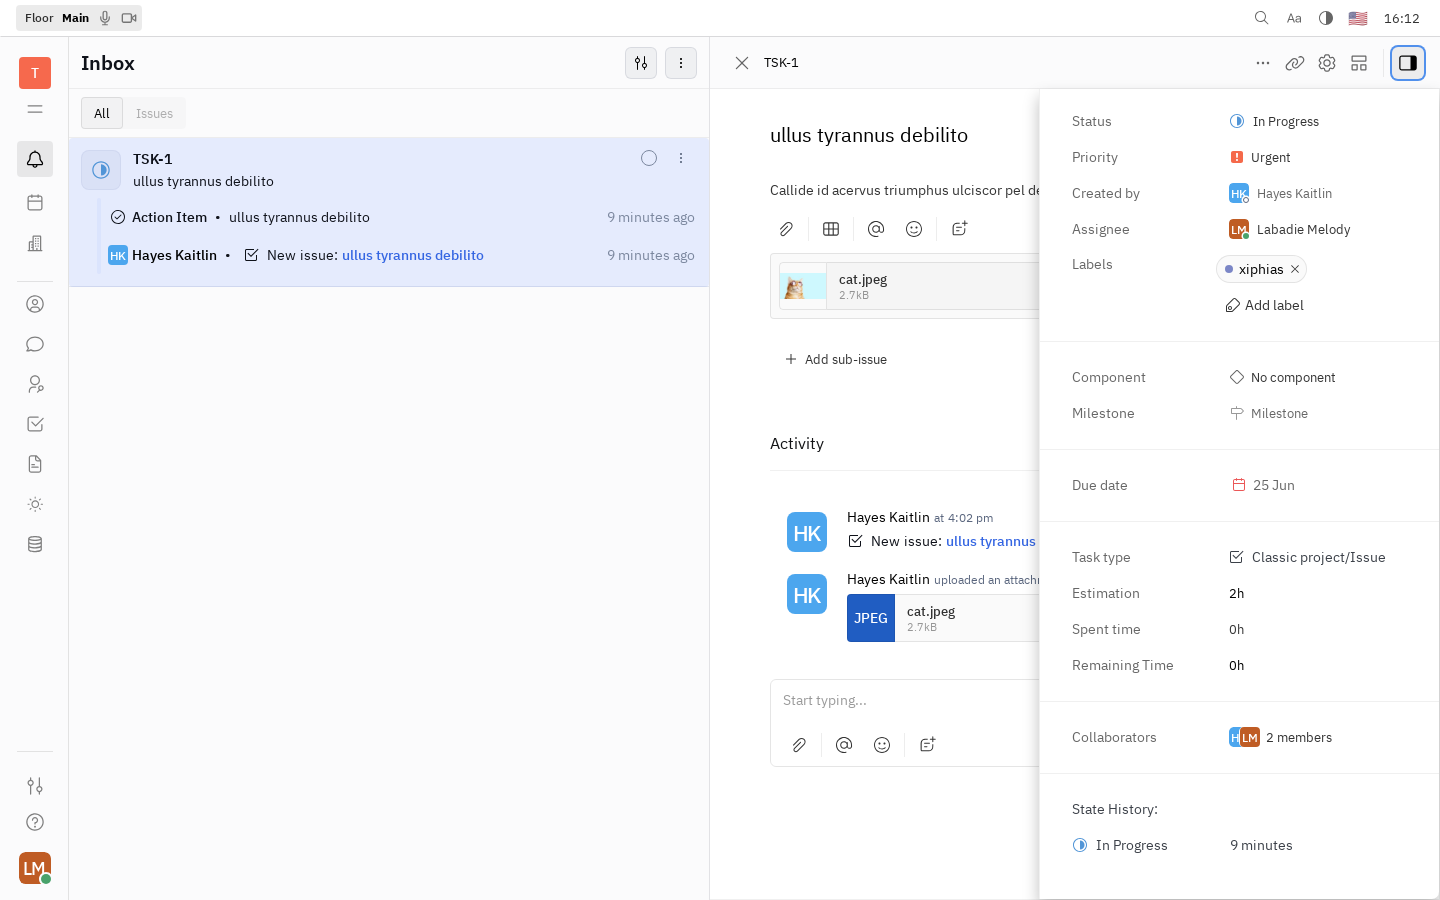 Floor Main
Aa
16:12
T
Inbox
All
Issues
TSK-1
ullus tyrannus debilito
Action Item • ullus tyrannus debilito
9 minutes ago
HK Hayes Kaitlin • New issue: ullus tyrannus debilito
9 minutes ago
LM
TSK-1
ullus tyrannus debilito
Callide id acervus triumphus ulciscor pel de
cat.jpeg
2.7kB
Add sub-issue
Activity
HK
Hayes Kaitlin at 4:02 pm
New issue: ullus tyrannus
HK
Hayes Kaitlin uploaded an attach
JPEG
cat.jpeg
2.7kB
Start typing...
Status
In Progress
Priority
Urgent
Created by
HK Hayes Kaitlin
Assignee
LM Labadie Melody
Labels
xiphias
Add label
Component
No component
Milestone
Milestone
Due date
25 Jun
Task type
Classic project/Issue
Estimation
2h
Spent time
0h
Remaining Time
0h
Collaborators
H LM 2 members
State History:
In Progress
9 minutes